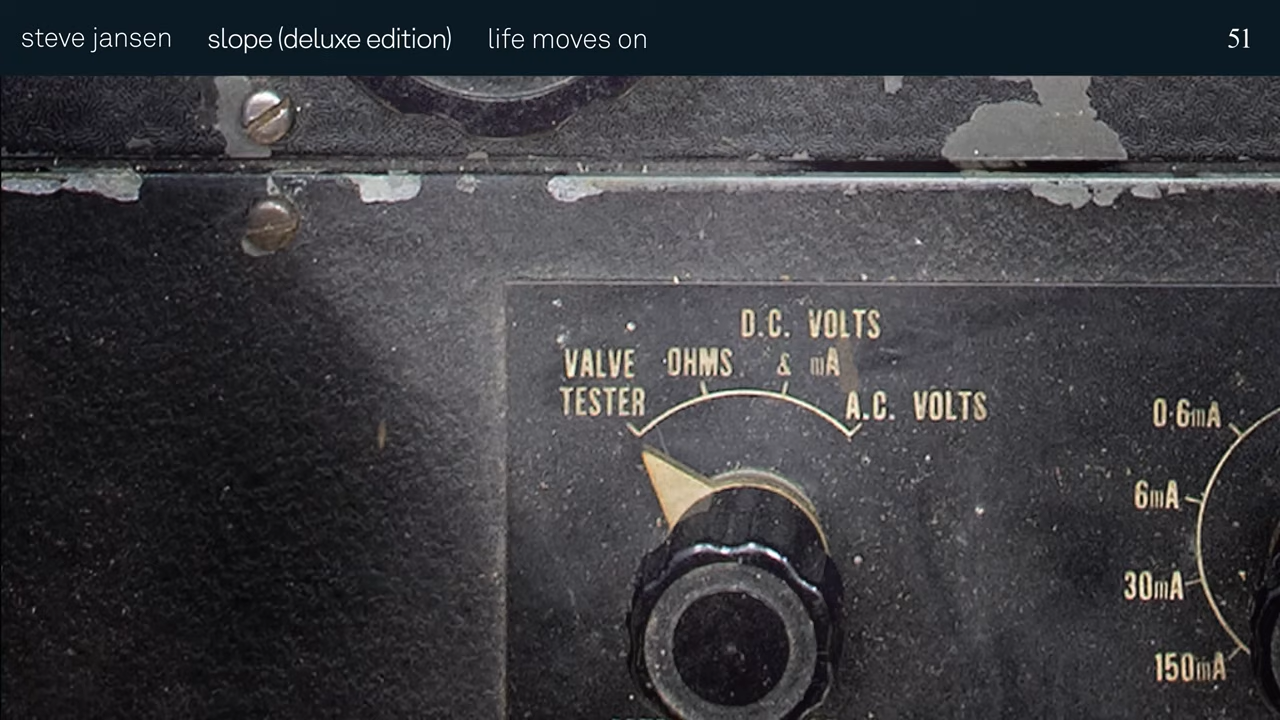 steve jansen slope (deluxe edition) life moves on 51
D.C. VOLTS
VALVE OHMS & mA
TESTER A.C. VOLTS
0.6mA
6mA
30mA
150mA